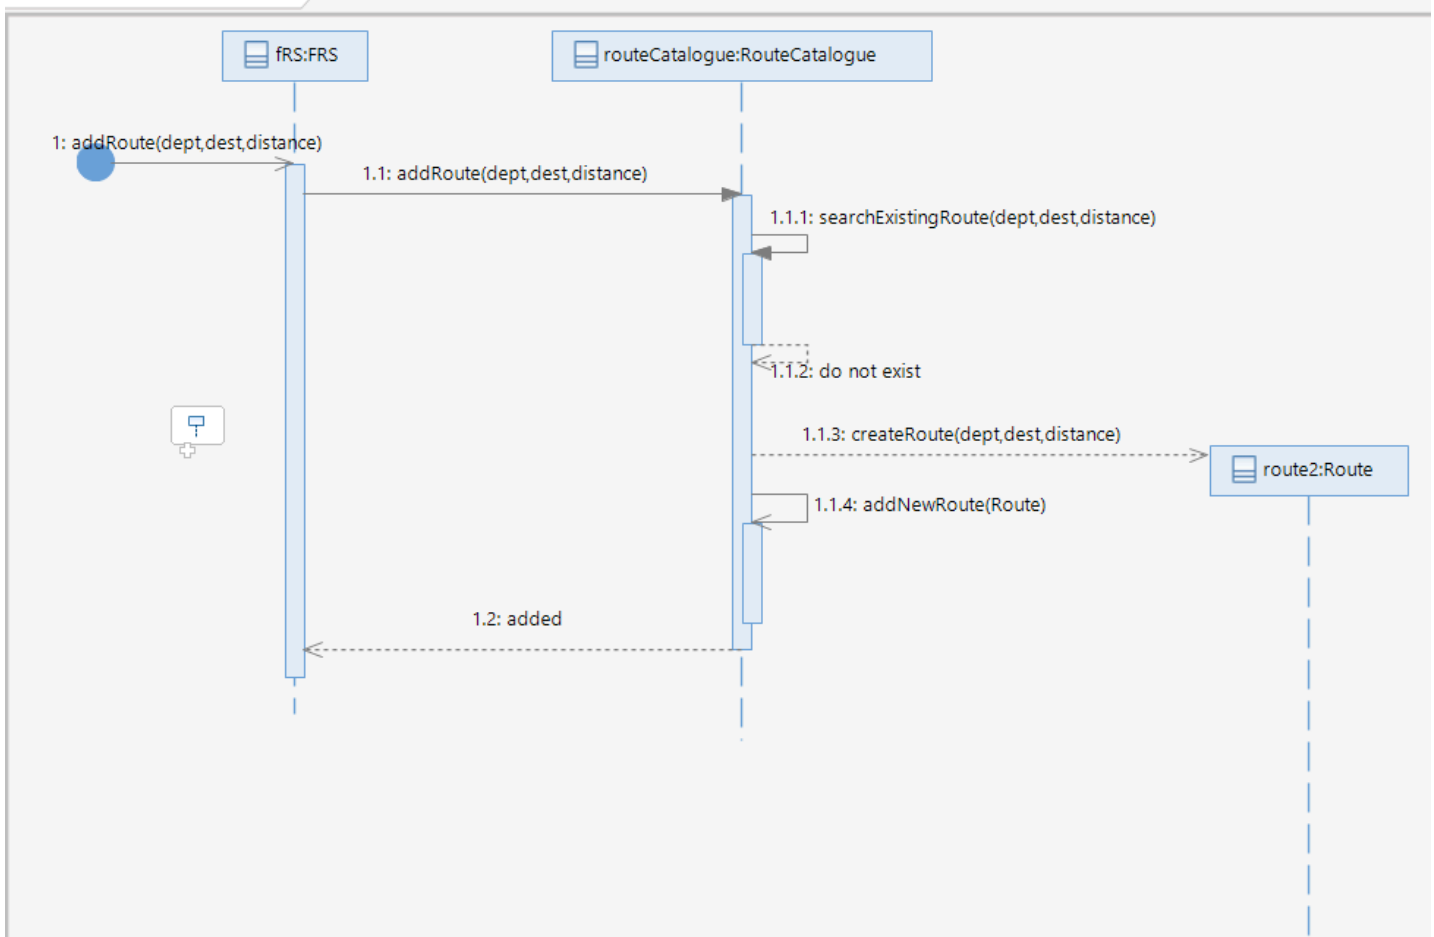 fRS:FRS
routeCatalogue:RouteCatalogue
1: addRoute(dept,dest,distance)
1.1: addRoute(dept,dest,distance)
1.1.1: searchExistingRoute(dept,dest,distance)
1.1.2: do not exist
1.1.3: createRoute(dept,dest,distance)
route2:Route
1.1.4: addNewRoute(Route)
1.2: added